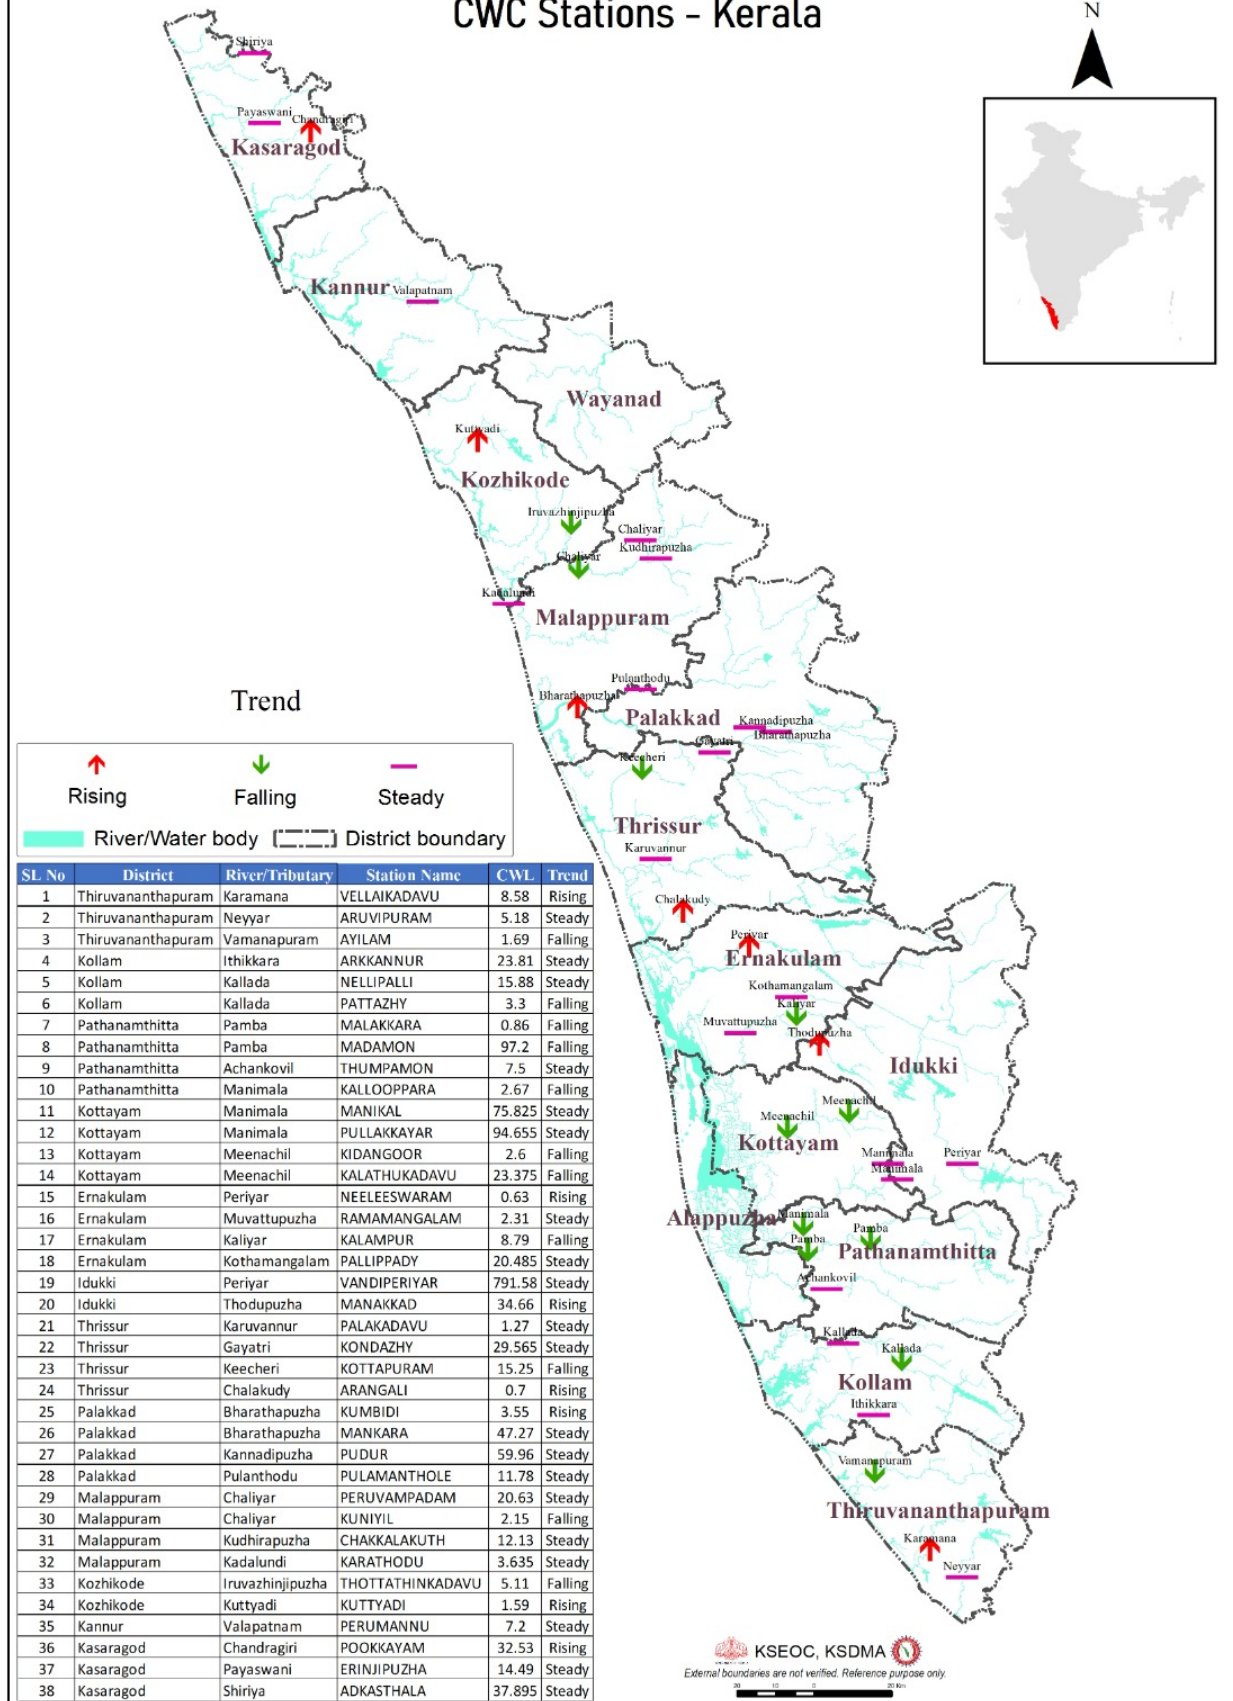 CWC Stations - Kerala
N
Shiriya
Payaswani
Chandragiri
Kasaragod
Kannur
Valapatnam
Wayanad
Kuttyadi
Kozhikode
Iruvazhinjipuzha
Chaliyar
Kudhirapuzha
Chaliyar
Kadalundi
Malappuram
Pulanthodu
Bharathapuzha
Palakkad
Kannadipuzha
Bharathapuzha
Gayatri
Keecheri
Thrissur
Karuvannur
Chalakudy
Periyar
Ernakulam
Kothamangalam
Kaliyar
Muvattupuzha
Thodupuzha
Idukki
Meenachil
Meenachil
Kottayam
Manimala
Periyar
Manimala
Alappuzha
Manimala
Pamba
Pamba
Pathanamthitta
Achankovil
Kallada
Kallada
Kollam
Ithikkara
Vamanapuram
Thiruvananthapuram
Karamana
Neyyar
Trend
Rising Falling Steady
River/Water body District boundary
SL No District River/Tributary Station Name CWL Trend
1 Thiruvananthapuram Karamana VELLAIKADAVU 8.58 Rising
2 Thiruvananthapuram Neyyar ARUVIPURAM 5.18 Steady
3 Thiruvananthapuram Vamanapuram AYILAM 1.69 Falling
4 Kollam Ithikkara ARKKANNUR 23.81 Steady
5 Kollam Kallada NELLIPALLI 15.88 Steady
6 Kollam Kallada PATTAZHY 3.3 Falling
7 Pathanamthitta Pamba MALAKKARA 0.86 Falling
8 Pathanamthitta Pamba MADAMON 97.2 Falling
9 Pathanamthitta Achankovil THUMPAMON 7.5 Steady
10 Pathanamthitta Manimala KALLOOPPARA 2.67 Falling
11 Kottayam Manimala MANIKAL 75.825 Steady
12 Kottayam Manimala PULLAKKAYAR 94.655 Steady
13 Kottayam Meenachil KIDANGOOR 2.6 Falling
14 Kottayam Meenachil KALATHUKADAVU 23.375 Falling
15 Ernakulam Periyar NEELEESWARAM 0.63 Rising
16 Ernakulam Muvattupuzha RAMAMANGALAM 2.31 Steady
17 Ernakulam Kaliyar KALAMPUR 8.79 Falling
18 Ernakulam Kothamangalam PALLIPPADY 20.485 Steady
19 Idukki Periyar VANDIPERIYAR 791.58 Steady
20 Idukki Thodupuzha MANAKKAD 34.66 Rising
21 Thrissur Karuvannur PALAKADAVU 1.27 Steady
22 Thrissur Gayatri KONDAZHY 29.565 Steady
23 Thrissur Keecheri KOTTAPURAM 15.25 Falling
24 Thrissur Chalakudy ARANGALI 0.7 Rising
25 Palakkad Bharathapuzha KUMBIDI 3.55 Rising
26 Palakkad Bharathapuzha MANKARA 47.27 Steady
27 Palakkad Kannadipuzha PUDUR 59.96 Steady
28 Palakkad Pulanthodu PULAMANTHOLE 11.78 Steady
29 Malappuram Chaliyar PERUVAMPADAM 20.63 Steady
30 Malappuram Chaliyar KUNIYIL 2.15 Falling
31 Malappuram Kudhirapuzha CHAKKALAKUTH 12.13 Steady
32 Malappuram Kadalundi KARATHODU 3.635 Steady
33 Kozhikode Iruvazhinjipuzha THOTTATHINKADAVU 5.11 Falling
34 Kozhikode Kuttyadi KUTTYADI 1.59 Rising
35 Kannur Valapatnam PERUMANNU 7.2 Steady
36 Kasaragod Chandragiri POOKKAYAM 32.53 Rising
37 Kasaragod Payaswani ERINJIPUZHA 14.49 Steady
38 Kasaragod Shiriya ADKASTHALA 37.895 Steady
KSEOC, KSDMA
External boundaries are not verified. Reference purpose only.
20 10 0 20 Km